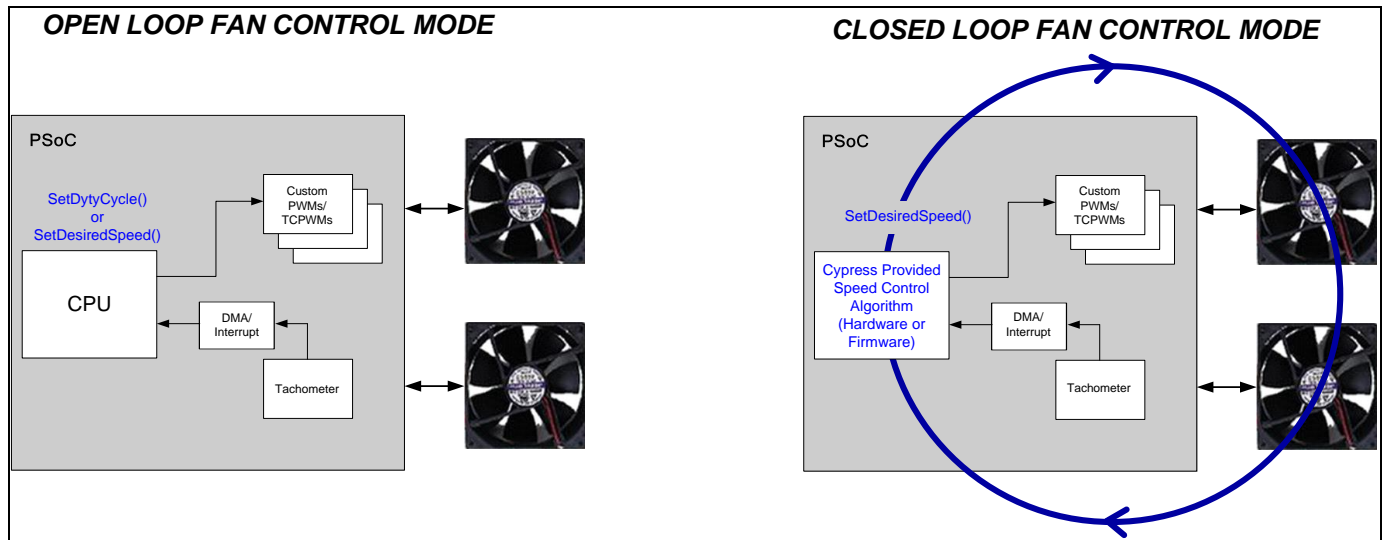 OPEN LOOP FAN CONTROL MODE
PSoC
SetDytyCycle()
or
SetDesiredSpeed()
CPU
Custom
PWMs/
TCPWMs
DMA/
Interrupt
Tachometer
CLOSED LOOP FAN CONTROL MODE
PSoC
SetDesiredSpeed()
Cypress Provided
Speed Control
Algorithm
(Hardware or
Firmware)
Custom
PWMs/
TCPWMs
DMA/
Interrupt
Tachometer